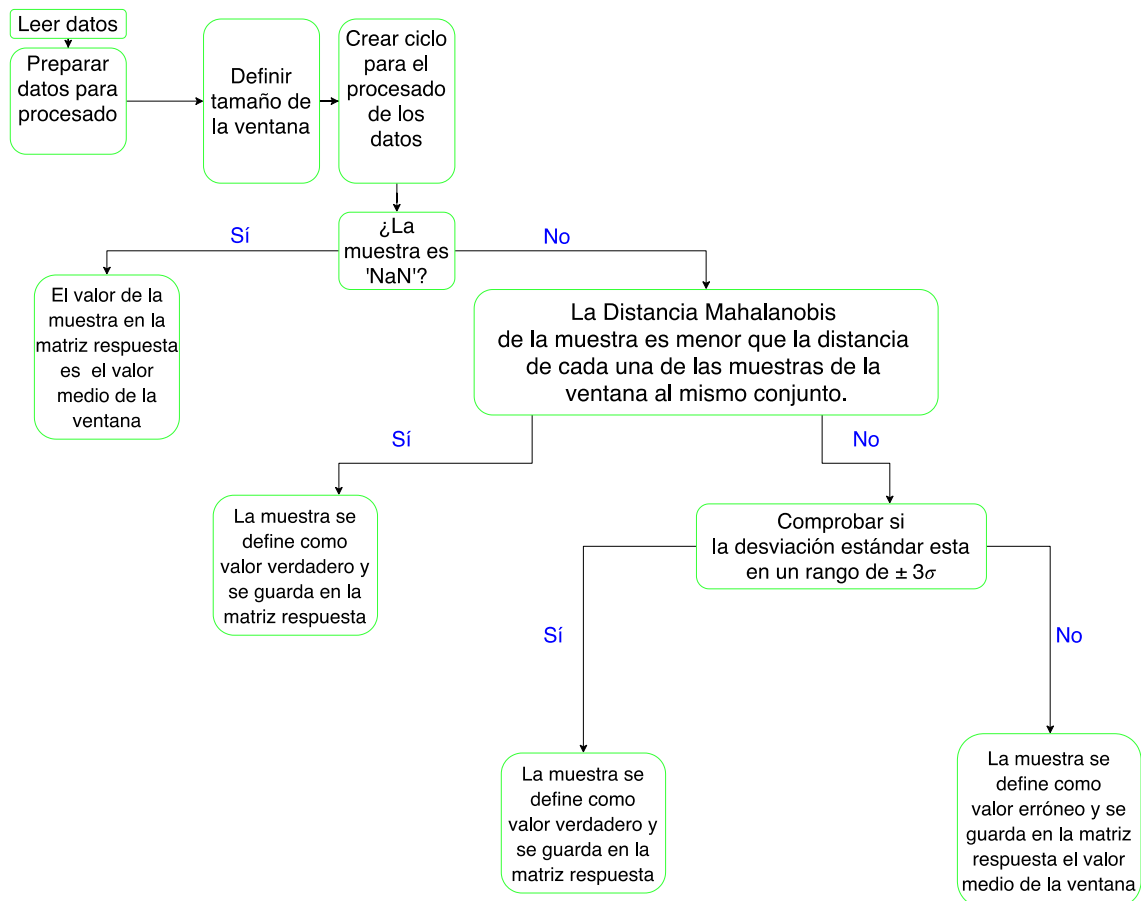 Leer datos
Preparar
datos para
procesado
Definir
tamaño de
la ventana
Crear ciclo
para el
procesado
de los
datos
¿La
muestra es
'NaN'?
Sí
No
El valor de la
muestra en la
matriz respuesta
es el valor
medio de la
ventana
La Distancia Mahalanobis
de la muestra es menor que la distancia
de cada una de las muestras de la
ventana al mismo conjunto.
Sí
No
La muestra se
define como
valor verdadero y
se guarda en la
matriz respuesta
Comprobar si
la desviación estándar esta
en un rango de ± 3σ
Sí
No
La muestra se
define como
valor verdadero y
se guarda en la
matriz respuesta
La muestra se
define como
valor erróneo y se
guarda en la matriz
respuesta el valor
medio de la ventana